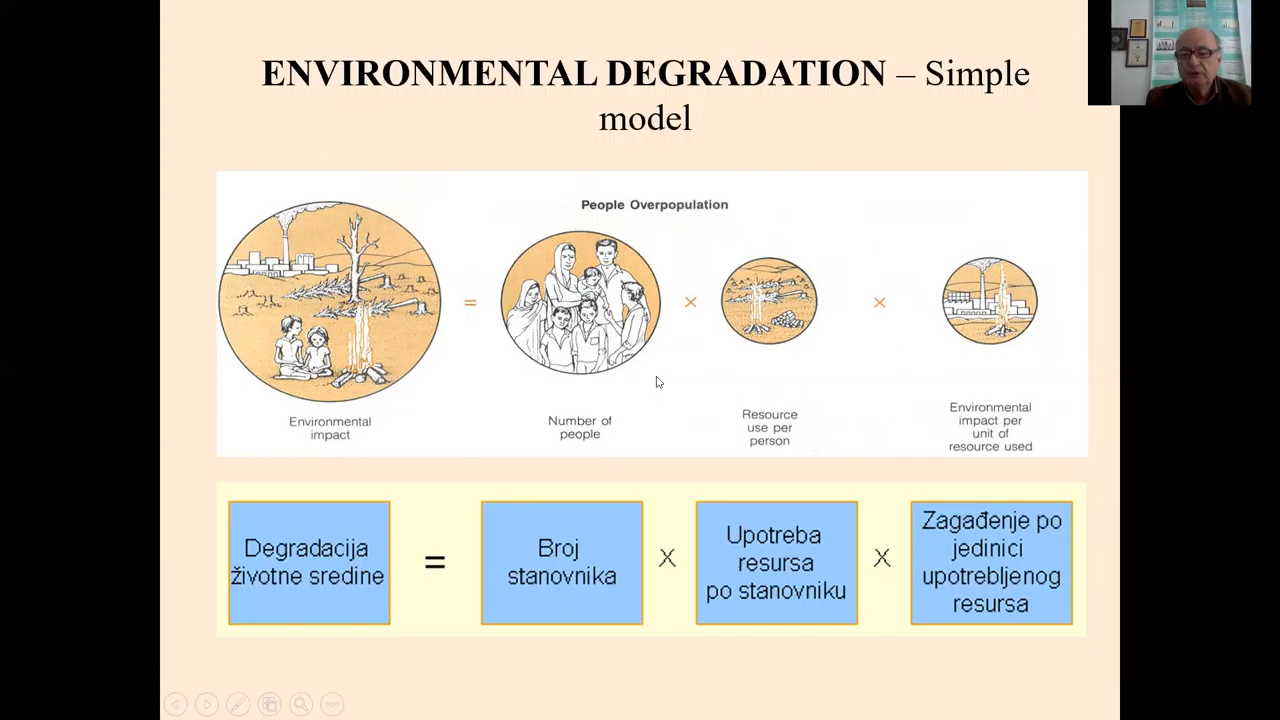 ENVIRONMENTAL DEGRADATION – Simple
model
People Overpopulation
=
×
×
Environmental
impact
Number of
people
Resource
use per
person
Environmental
impact per
unit of
resource used
Degradacija
životne sredine
=
Broj
stanovnika
X
Upotreba
resursa
po stanovniku
X
Zagađenje po
jedinici
upotrebljenog
resursa